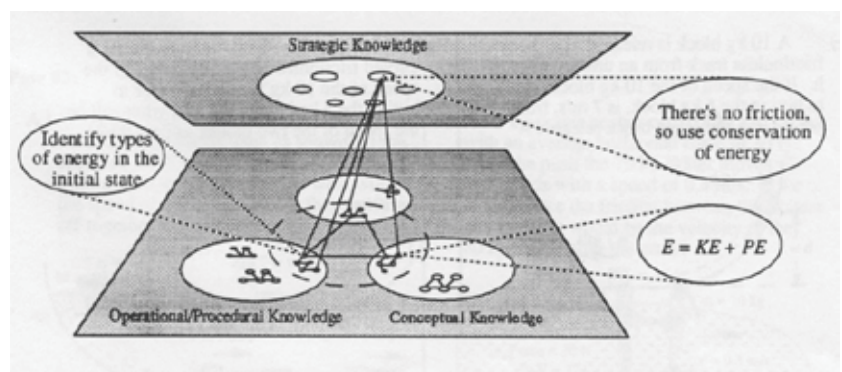 Strategic Knowledge
There's no friction,
so use conservation
of energy
Identify types
of energy in the
initial state
E = KE + PE
Operational/Procedural Knowledge
Conceptual Knowledge